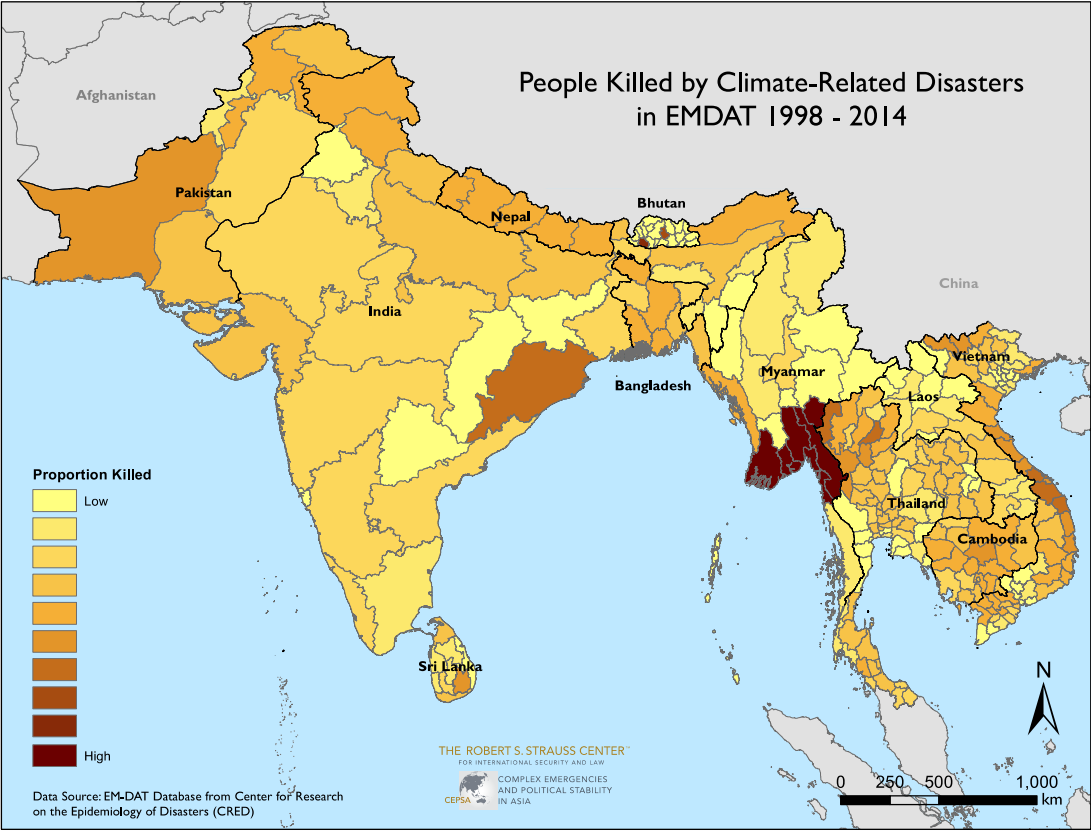 People Killed by Climate-Related Disasters
in EMDAT 1998 - 2014
Afghanistan
Pakistan
Nepal
Bhutan
China
India
Bangladesh
Myanmar
Vietnam
Laos
Thailand
Cambodia
Sri Lanka
Proportion Killed
Low
High
Data Source: EM-DAT Database from Center for Research
on the Epidemiology of Disasters (CRED)
THE ROBERT S. STRAUSS CENTER™
FOR INTERNATIONAL SECURITY AND LAW
CEPSA
COMPLEX EMERGENCIES
AND POLITICAL STABILITY
IN ASIA
N
0 250 500 1,000
km